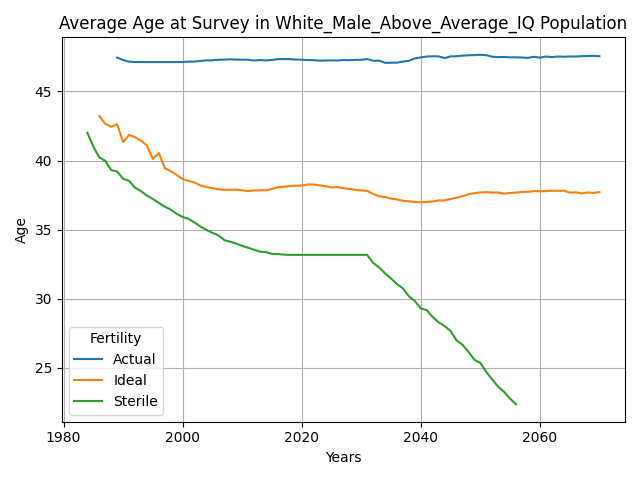 Average Age at Survey in White_Male_Above_Average_IQ Population
Age
45
40
35
30
25
Fertility
Actual
Ideal
Sterile
1980
2000
2020
2040
2060
Years